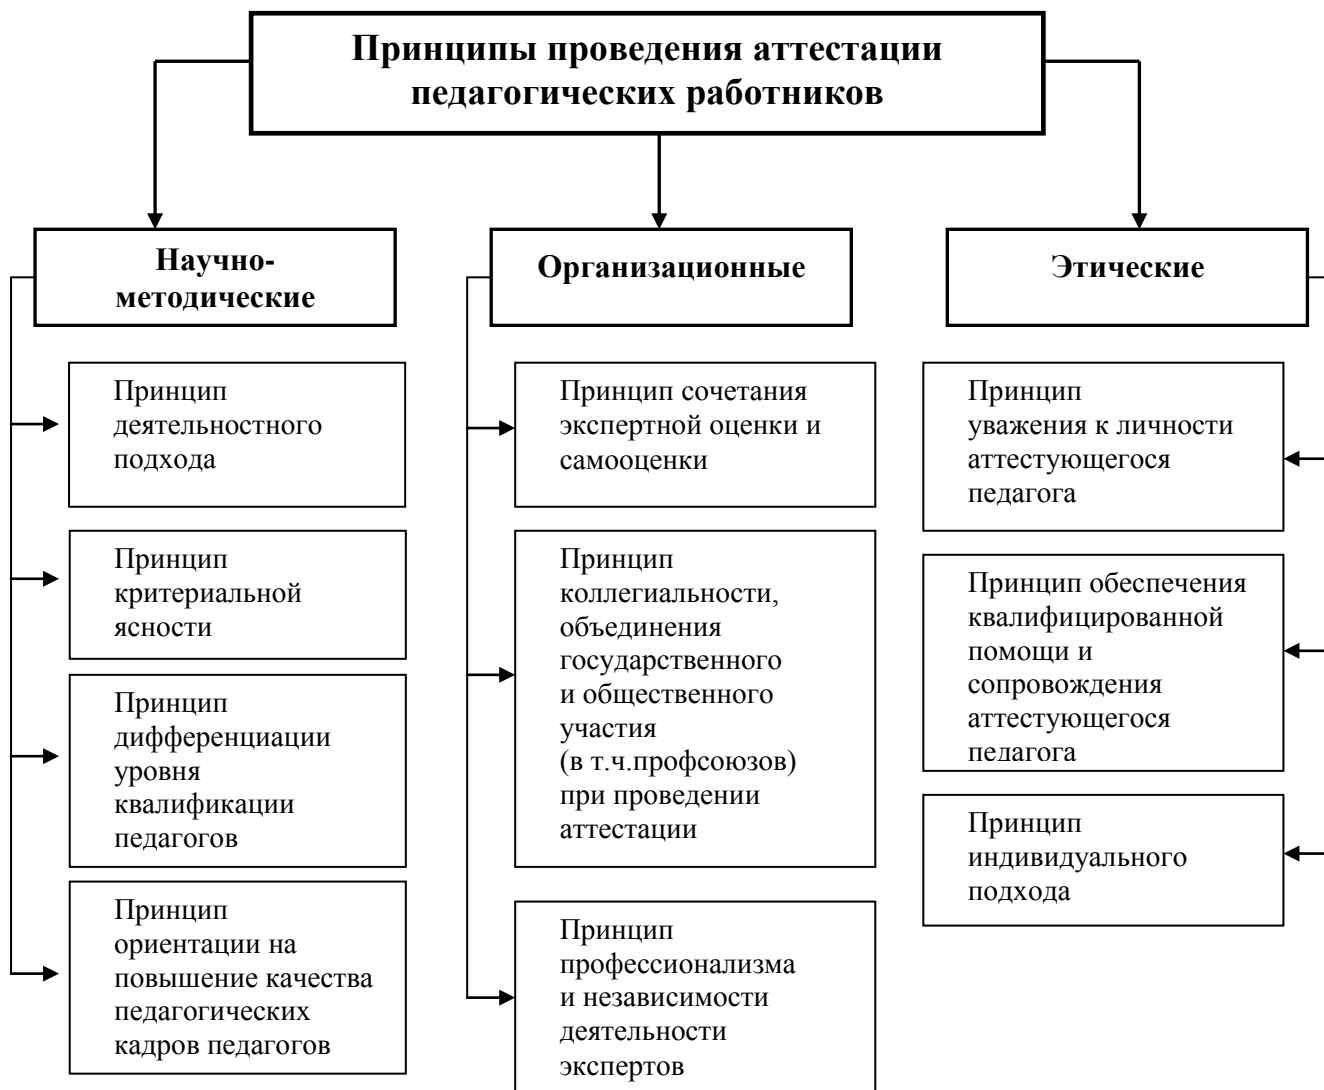 Принципы проведения аттестации
педагогических работников
Научно-
методические
Принцип
деятельностного
подхода
Принцип
критериальной
ясности
Принцип
дифференциации
уровня
квалификации
педагогов
Принцип
ориентации на
повышение качества
педагогических
кадров педагогов
Организационные
Принцип сочетания
экспертной оценки и
самооценки
Принцип
коллегиальности,
объединения
государственного
и общественного
участия
(в т.ч.профсоюзов)
при проведении
аттестации
Принцип
профессионализма
и независимости
деятельности
экспертов
Этические
Принцип
уважения к личности
аттестующегося
педагога
Принцип обеспечения
квалифицированной
помощи и
сопровождения
аттестующегося
педагога
Принцип
индивидуального
подхода